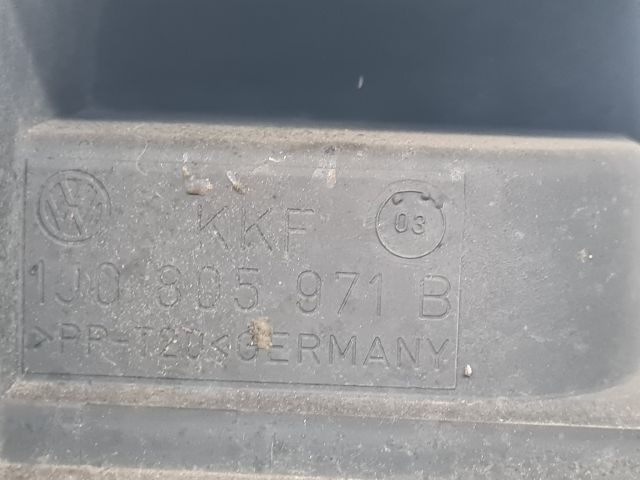 KKF 03
1J0 805 971 B
>PP-T20< GERMANY